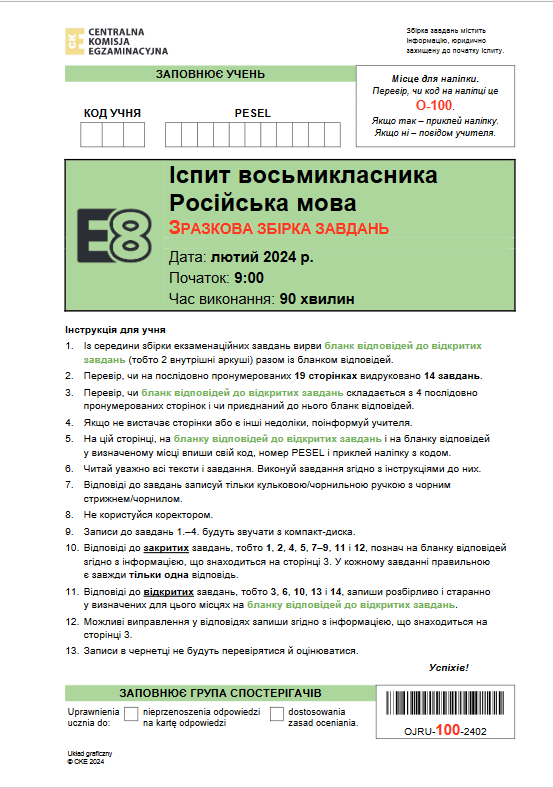 CENTRALNA
KOMISJA
EGZAMINACYJNA
Збірка завдань містить
інформацію, юридично
захищену до початку іспиту.
ЗАПОВНЮЄ УЧЕНЬ
КОД УЧНЯ
PESEL
Місце для наліпки.
Перевір, чи код на наліпці це
О-100.
Якщо так – приклей наліпку.
Якщо ні – повідом учителя.
E8
Іспит восьмикласника
Російська мова
ЗРАЗКОВА ЗБІРКА ЗАВДАНЬ
Дата: лютий 2024 р.
Початок: 9:00
Час виконання: 90 хвилин
Інструкція для учня
1. Із середини збірки екзаменаційних завдань вирви бланк відповідей до відкритих
завдань (тобто 2 внутрішні аркуші) разом із бланком відповідей.
2. Перевір, чи на послідовно пронумерованих 19 сторінках видруковано 14 завдань.
3. Перевір, чи бланк відповідей до відкритих завдань складається з 4 послідовно
пронумерованих сторінок і чи приєднаний до нього бланк відповідей.
4. Якщо не вистачає сторінки або є інші недоліки, поінформуй учителя.
5. На цій сторінці, на бланку відповідей до відкритих завдань і на бланку відповідей
у визначеному місці впиши свій код, номер PESEL і приклей наліпку з кодом.
6. Читай уважно всі тексти і завдання. Виконуй завдання згідно з інструкціями до них.
7. Відповіді до завдань записуй тільки кульковою/чорнильною ручкою з чорним
стрижнем/чорнилом.
8. Не користуйся коректором.
9. Записи до завдань 1.–4. будуть звучати з компакт-диска.
10. Відповіді до закритих завдань, тобто 1, 2, 4, 5, 7–9, 11 і 12, познач на бланку відповідей
згідно з інформацією, що знаходиться на сторінці 3. У кожному завданні правильною
є завжди тільки одна відповідь.
11. Відповіді до відкритих завдань, тобто 3, 6, 10, 13 і 14, запиши розбірливо і старанно
у визначених для цього місцях на бланку відповідей до відкритих завдань.
12. Можливі виправлення у відповідях запиши згідно з інформацією, що знаходиться на
сторінці 3.
13. Записи в чернетці не будуть перевірятися й оцінюватися.
Успіхів!
ЗАПОВНЮЄ ГРУПА СПОСТЕРІГАЧІВ
Uprawnienia
ucznia do:
nieprzenoszenia odpowiedzi
na kartę odpowiedzi
dostosowania
zasad oceniania.
OJRU-100-2402
Układ graficzny
© CKE 2024